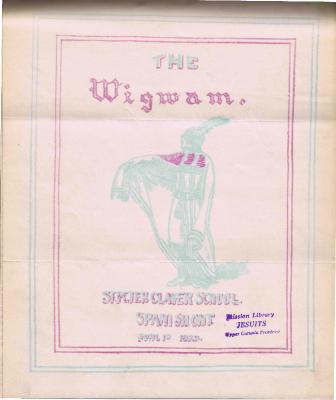 THE
Wigwam.
ST. PETER CLAVER SCHOOL.
SPANISH ONT
Mission Library
JESUITS
Upper Canada Province